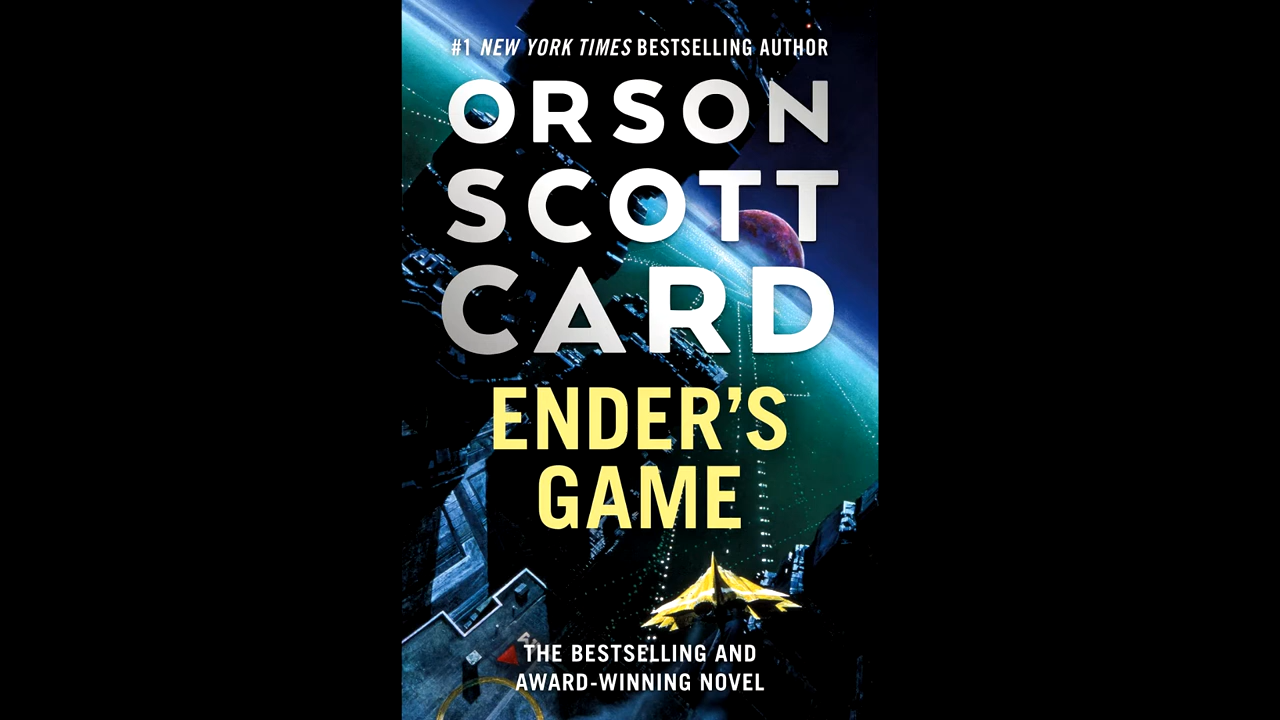 #1 NEW YORK TIMES BESTSELLING AUTHOR
ORSON
SCOTT
CARD
ENDER’S
GAME
THE BESTSELLING AND
AWARD-WINNING NOVEL